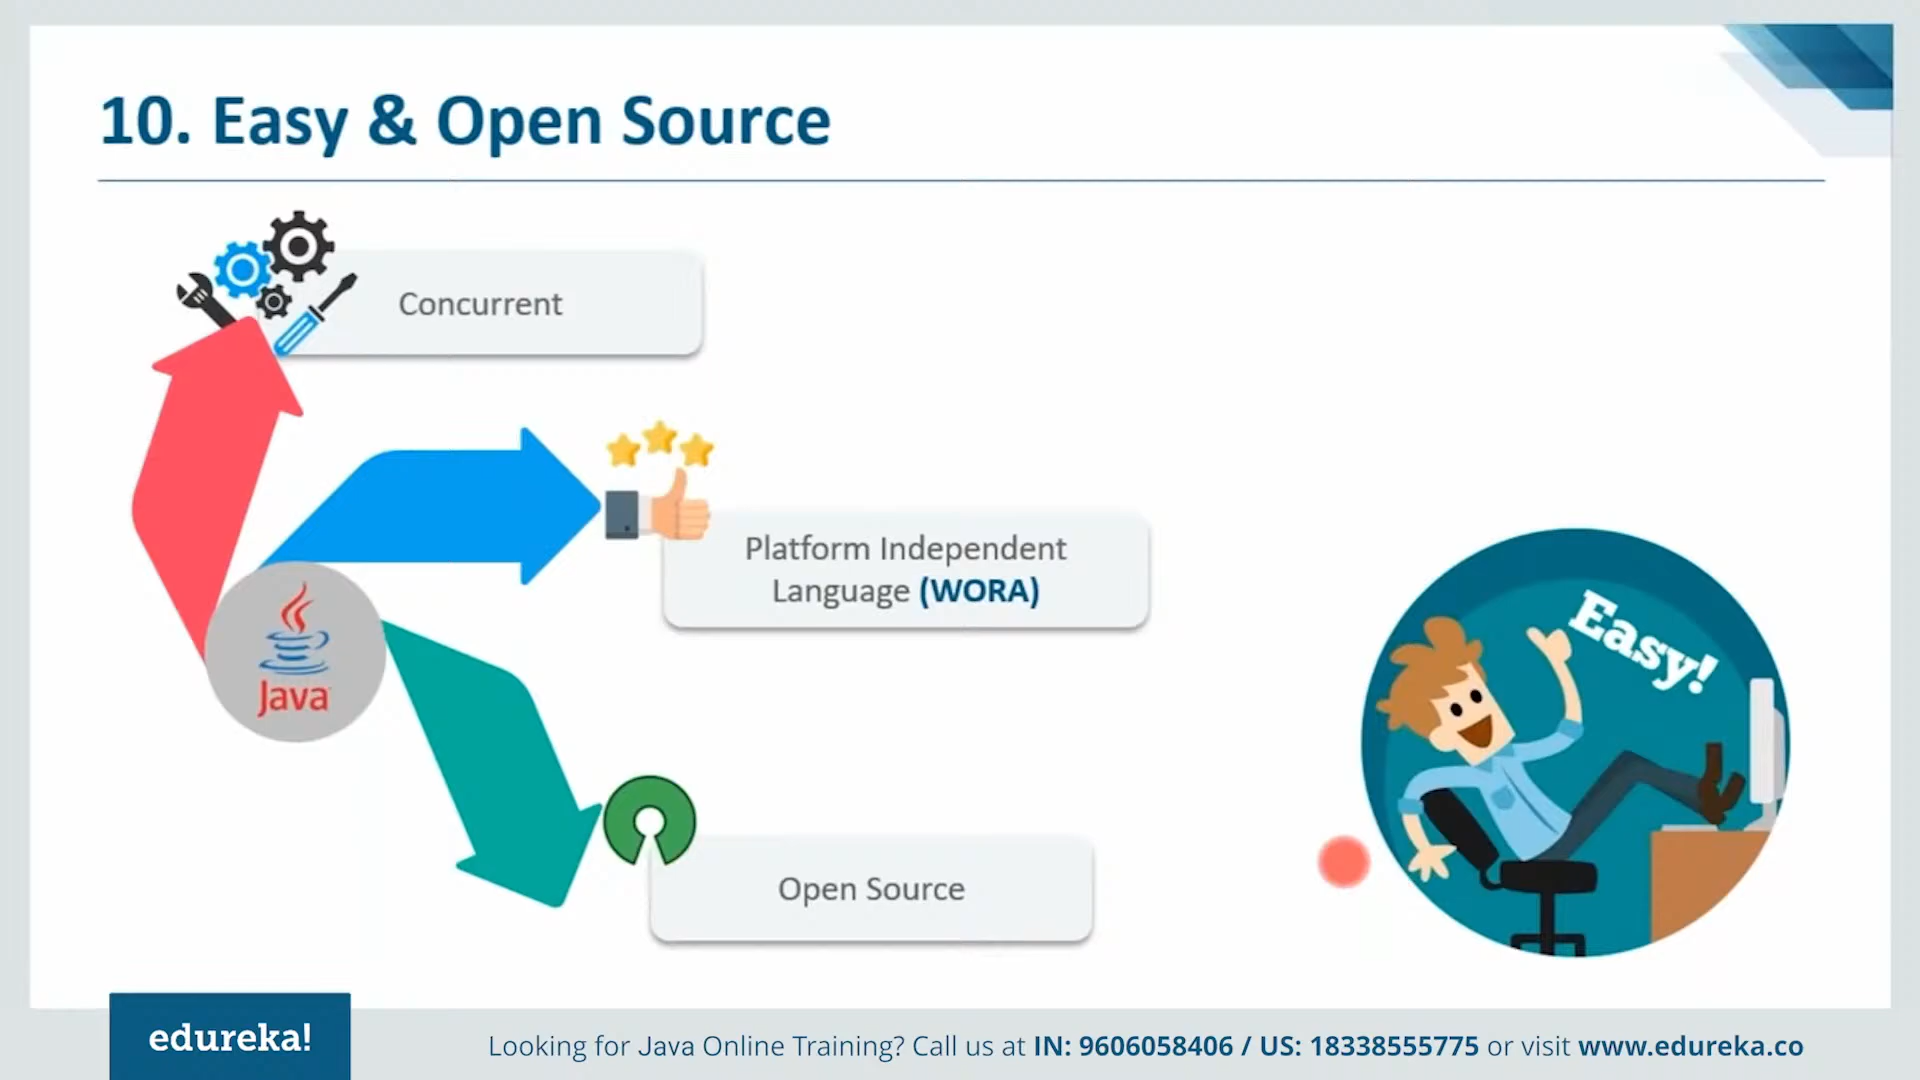 10. Easy & Open Source
Concurrent
Platform Independent
Language (WORA)
Easy!
Java
Open Source
edureka!
Looking for Java Online Training? Call us at IN: 9606058406 / US: 18338555775 or visit www.edureka.co